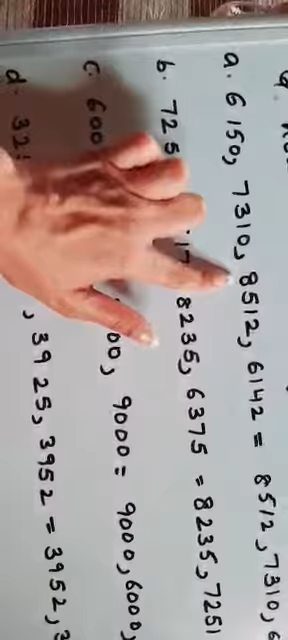 a. 6150, 7310, 8512, 6142 = 8512, 7310, 6
b. 725 17 8235, 6375 = 8235, 7251
c. 600 00, 9000 = 9000, 6000,
d. 32 , 3925, 3952 = 3952, 3